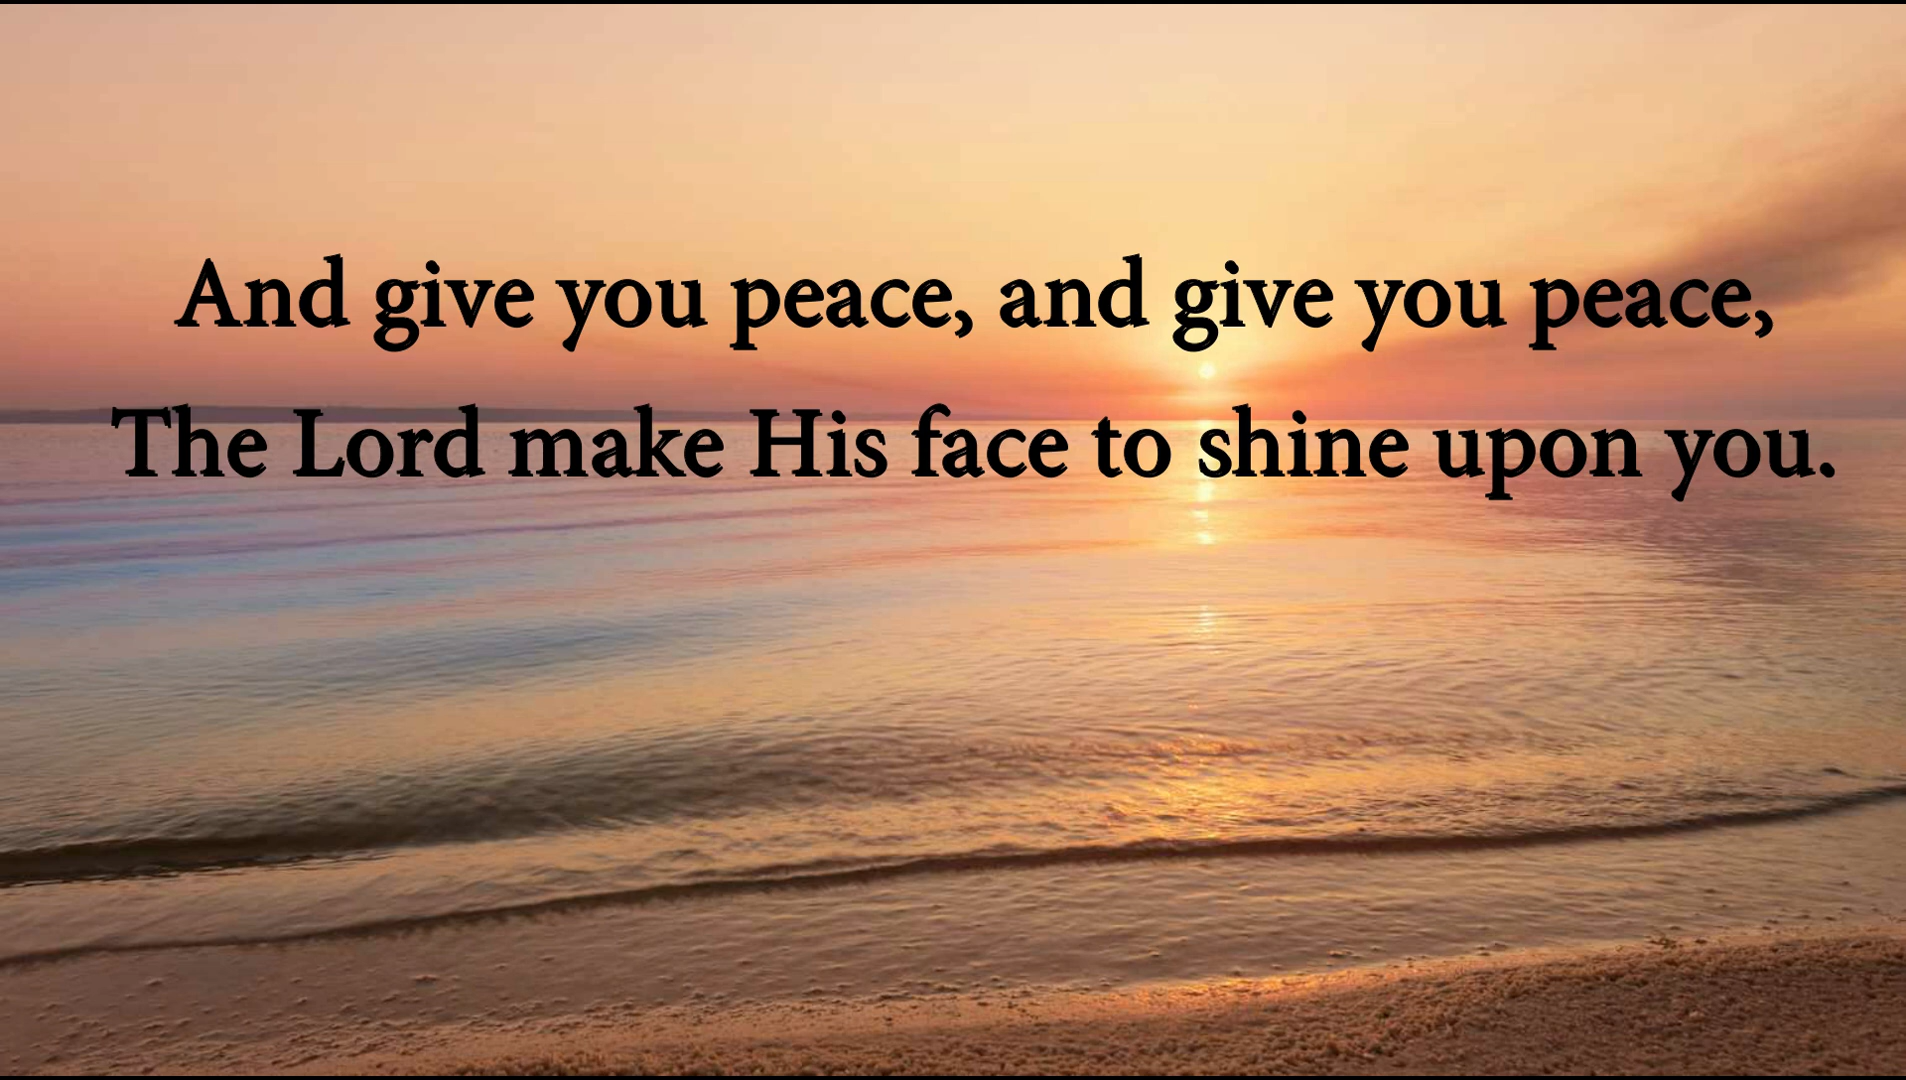 And give you peace, and give you peace,
The Lord make His face to shine upon you.